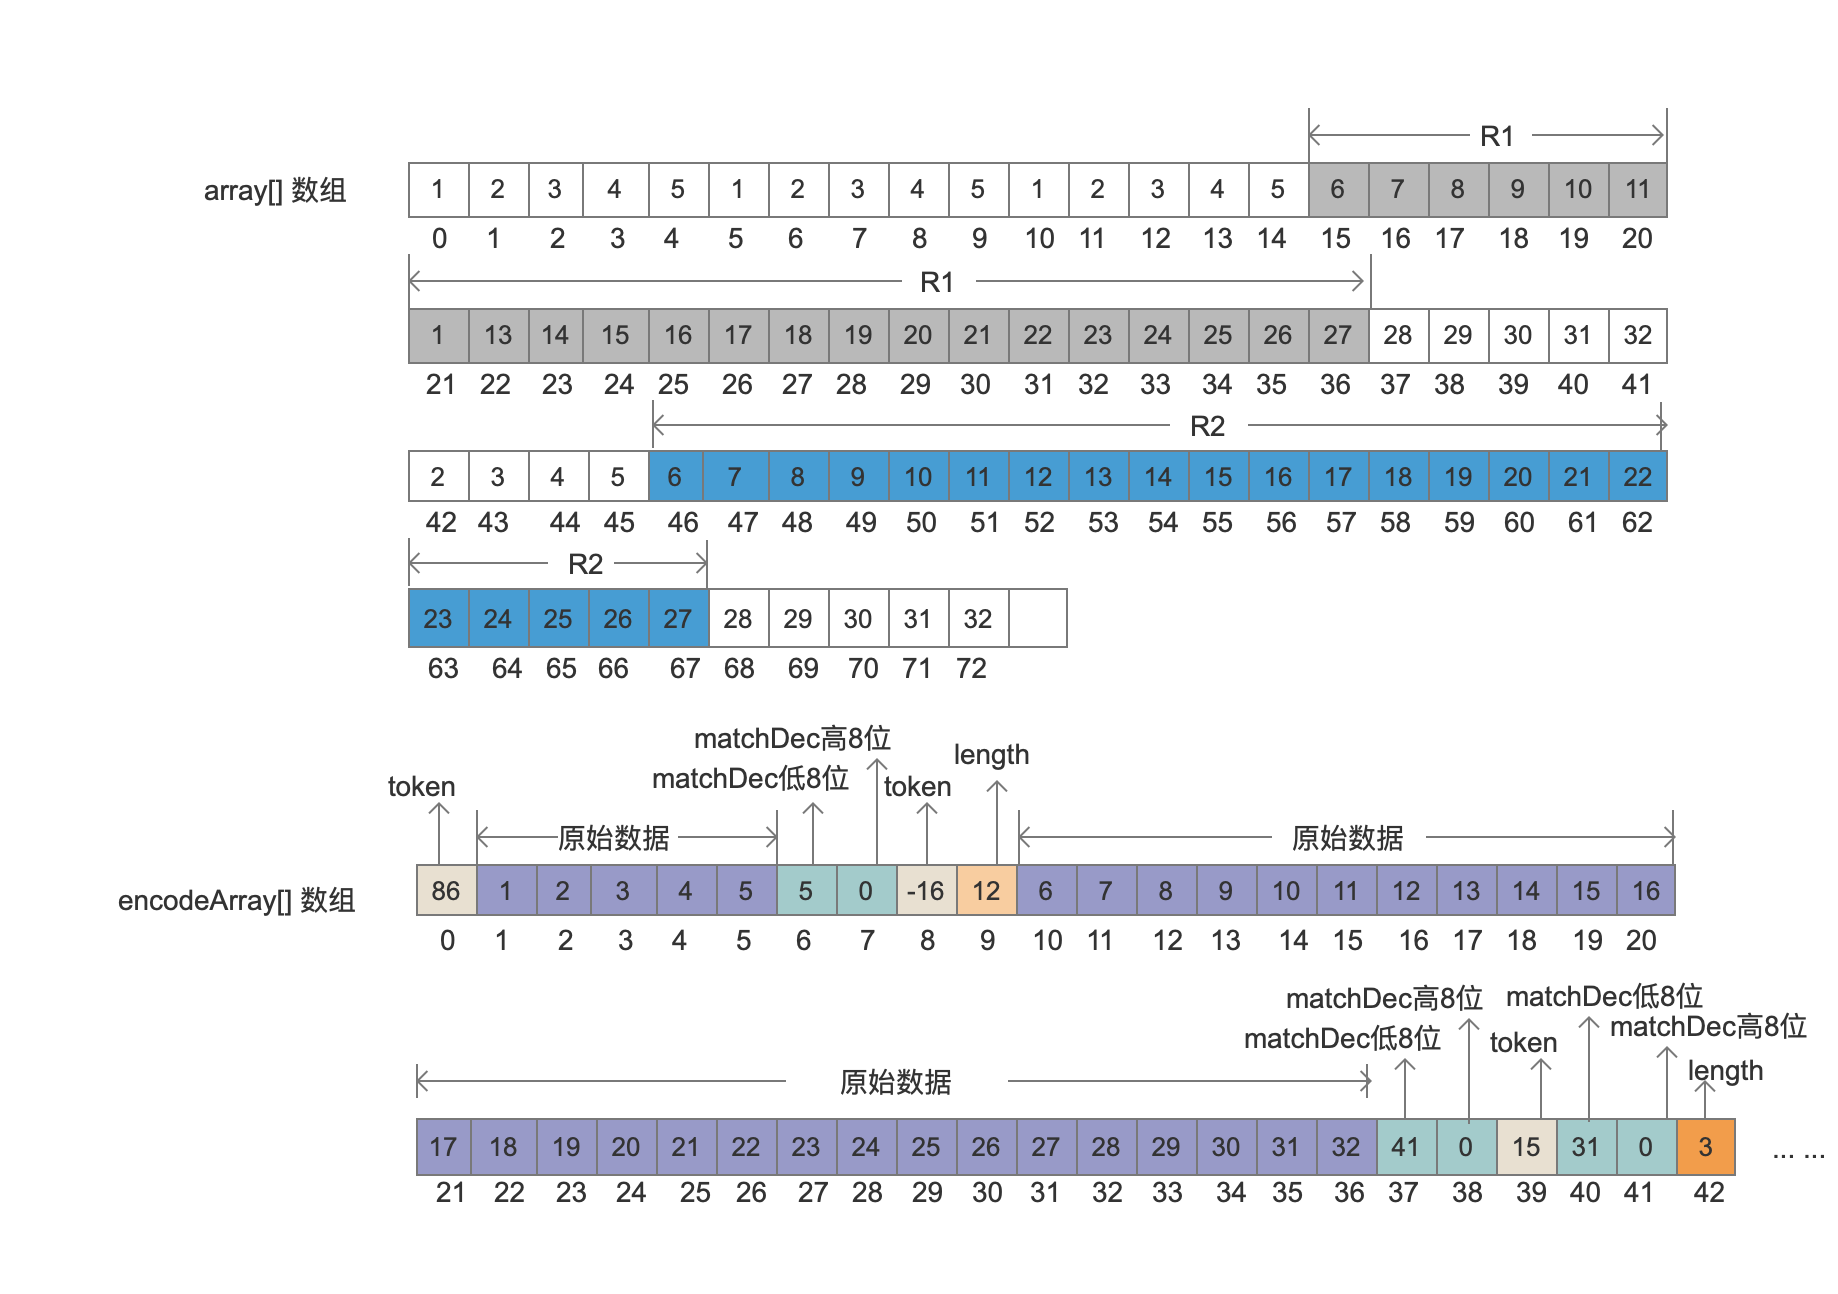 R1
array[] 数组 1 2 3 4 5 1 2 3 4 5 1 2 3 4 5 6 7 8 9 10 11
0 1 2 3 4 5 6 7 8 9 10 11 12 13 14 15 16 17 18 19 20
R1
1 13 14 15 16 17 18 19 20 21 22 23 24 25 26 27 28 29 30 31 32
21 22 23 24 25 26 27 28 29 30 31 32 33 34 35 36 37 38 39 40 41
R2
2 3 4 5 6 7 8 9 10 11 12 13 14 15 16 17 18 19 20 21 22
42 43 44 45 46 47 48 49 50 51 52 53 54 55 56 57 58 59 60 61 62
R2
23 24 25 26 27 28 29 30 31 32
63 64 65 66 67 68 69 70 71 72
matchDec高8位
length
matchDec低8位
token
token
原始数据
原始数据
encodeArray[] 数组 86 1 2 3 4 5 5 0 -16 12 6 7 8 9 10 11 12 13 14 15 16
0 1 2 3 4 5 6 7 8 9 10 11 12 13 14 15 16 17 18 19 20
matchDec高8位
matchDec低8位
matchDec低8位
matchDec高8位
token
length
原始数据
17 18 19 20 21 22 23 24 25 26 27 28 29 30 31 32 41 0 15 31 0 3 ... ...
21 22 23 24 25 26 27 28 29 30 31 32 33 34 35 36 37 38 39 40 41 42